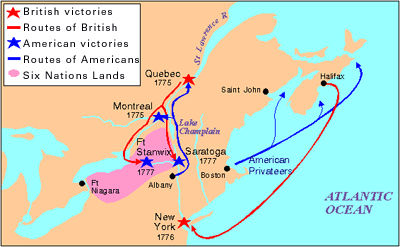 British victories
Routes of British
American victories
Routes of Americans
Six Nations Lands
St Lawrence R
Quebec
1775
Halifax
Saint John
Montreal
1775
Lake
Champlain
Ft
Stanwix
1777
Saratoga
1777
American
Privateers
Boston
Albany
Ft
Niagara
New
York
1776
ATLANTIC
OCEAN